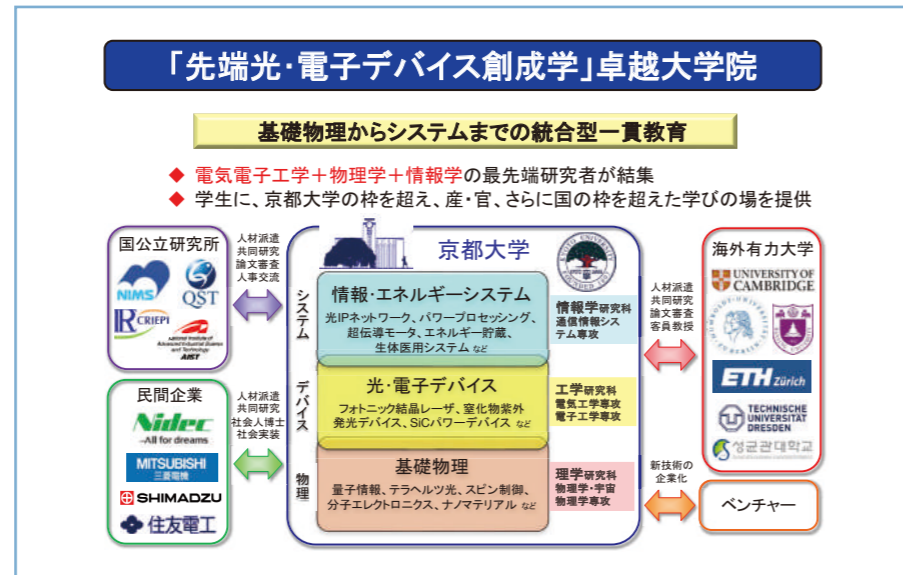 「先端光・電子デバイス創成学」卓越大学院
基礎物理からシステムまでの統合型一貫教育
◆ 電気電子工学＋物理学＋情報学の最先端研究者が結集
◆ 学生に、京都大学の枠を超え、産・官、さらに国の枠を超えた学びの場を提供
国公立研究所
NIMS
QST
CRIEPI
National Institute of
Advanced Industrial Science
and Technology
AIST
人材派遣
共同研究
論文審査
人事交流
民間企業
Nidec
-All for dreams
MITSUBISHI
三菱電機
SHIMADZU
住友電工
人材派遣
共同研究
社会人博士
社会実装
京都大学
KYOTO UNIVERSITY
FOUNDED 1897
システム
情報・エネルギーシステム
光IPネットワーク、パワープロセッシング、
超伝導モータ、エネルギー貯蔵、
生体医用システム など
情報学研究科
通信情報シス
テム専攻
デバイス
光・電子デバイス
フォトニック結晶レーザ、窒化物紫外
発光デバイス、SiCパワーデバイス など
工学研究科
電気工学専攻
電子工学専攻
物理
基礎物理
量子情報、テラヘルツ光、スピン制御、
分子エレクトロニクス、ナノマテリアル など
理学研究科
物理学・宇宙
物理学専攻
人材派遣
共同研究
論文審査
客員教授
新技術の
企業化
海外有力大学
UNIVERSITY OF
CAMBRIDGE
ETH Zürich
TECHNISCHE
UNIVERSITÄT
DRESDEN
성균관대학교
ベンチャー